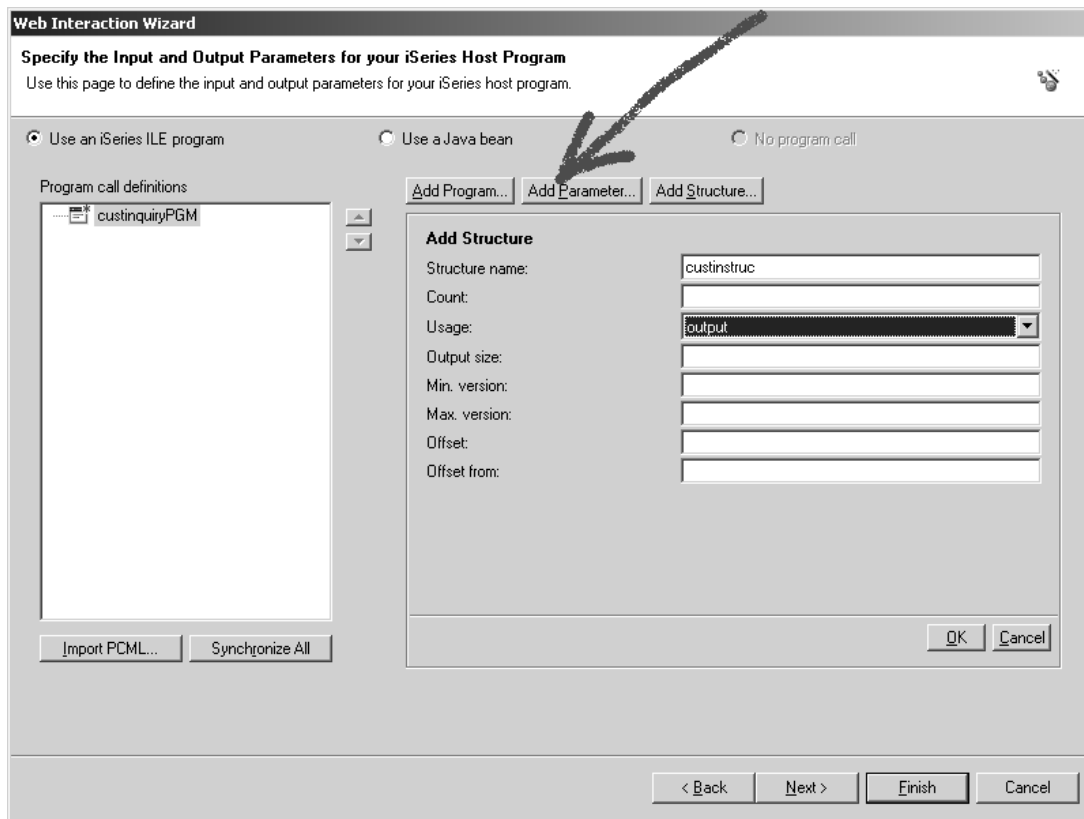 Web Interaction Wizard
Specify the Input and Output Parameters for your iSeries Host Program
Use this page to define the input and output parameters for your iSeries host program.
Use an iSeries ILE program Use a Java bean No program call
Program call definitions
Add Program... Add Parameter... Add Structure...
custinquiryPGM
Add Structure
Structure name: custinstruc
Count:
Usage: output
Output size:
Min. version:
Max. version:
Offset:
Offset from:
OK Cancel
Import PCML... Synchronize All
< Back Next > Finish Cancel